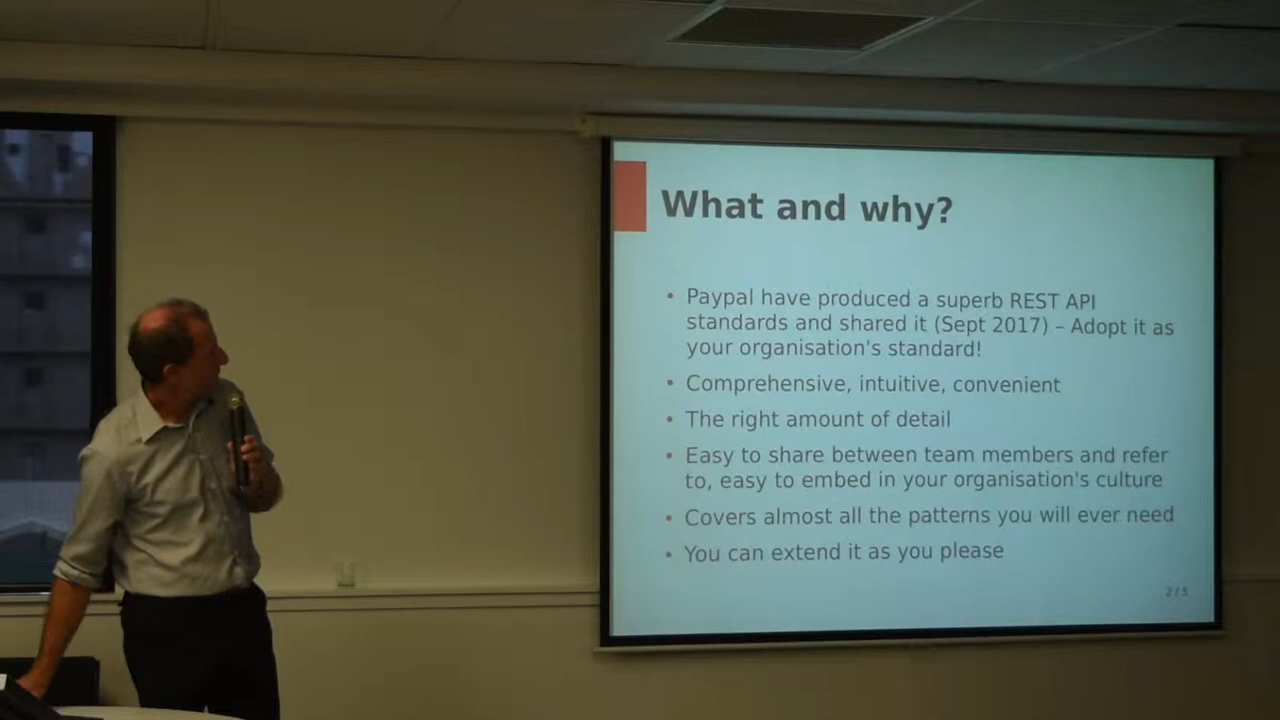 What and why?
• Paypal have produced a superb REST API
standards and shared it (Sept 2017) – Adopt it as
your organisation's standard!
• Comprehensive, intuitive, convenient
• The right amount of detail
• Easy to share between team members and refer
to, easy to embed in your organisation's culture
• Covers almost all the patterns you will ever need
• You can extend it as you please
2 / 5